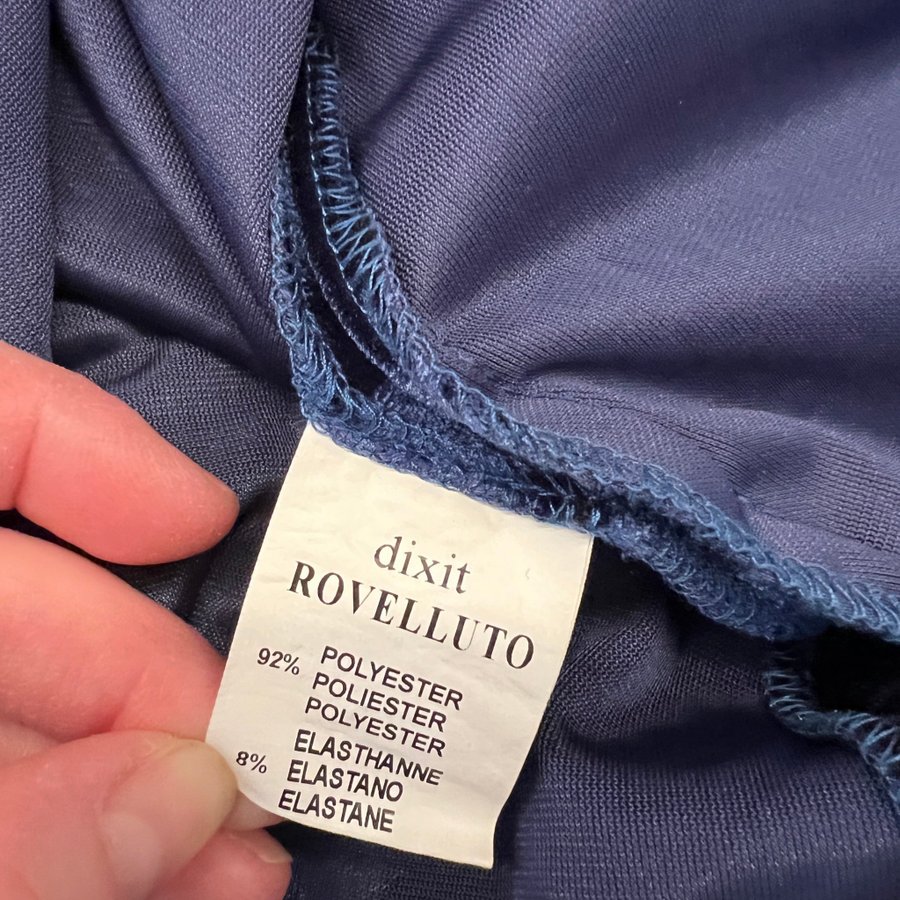 dixit
ROVELLUTO
92% POLYESTER
POLIESTER
POLYESTER
8% ELASTHANNE
ELASTANO
ELASTANE